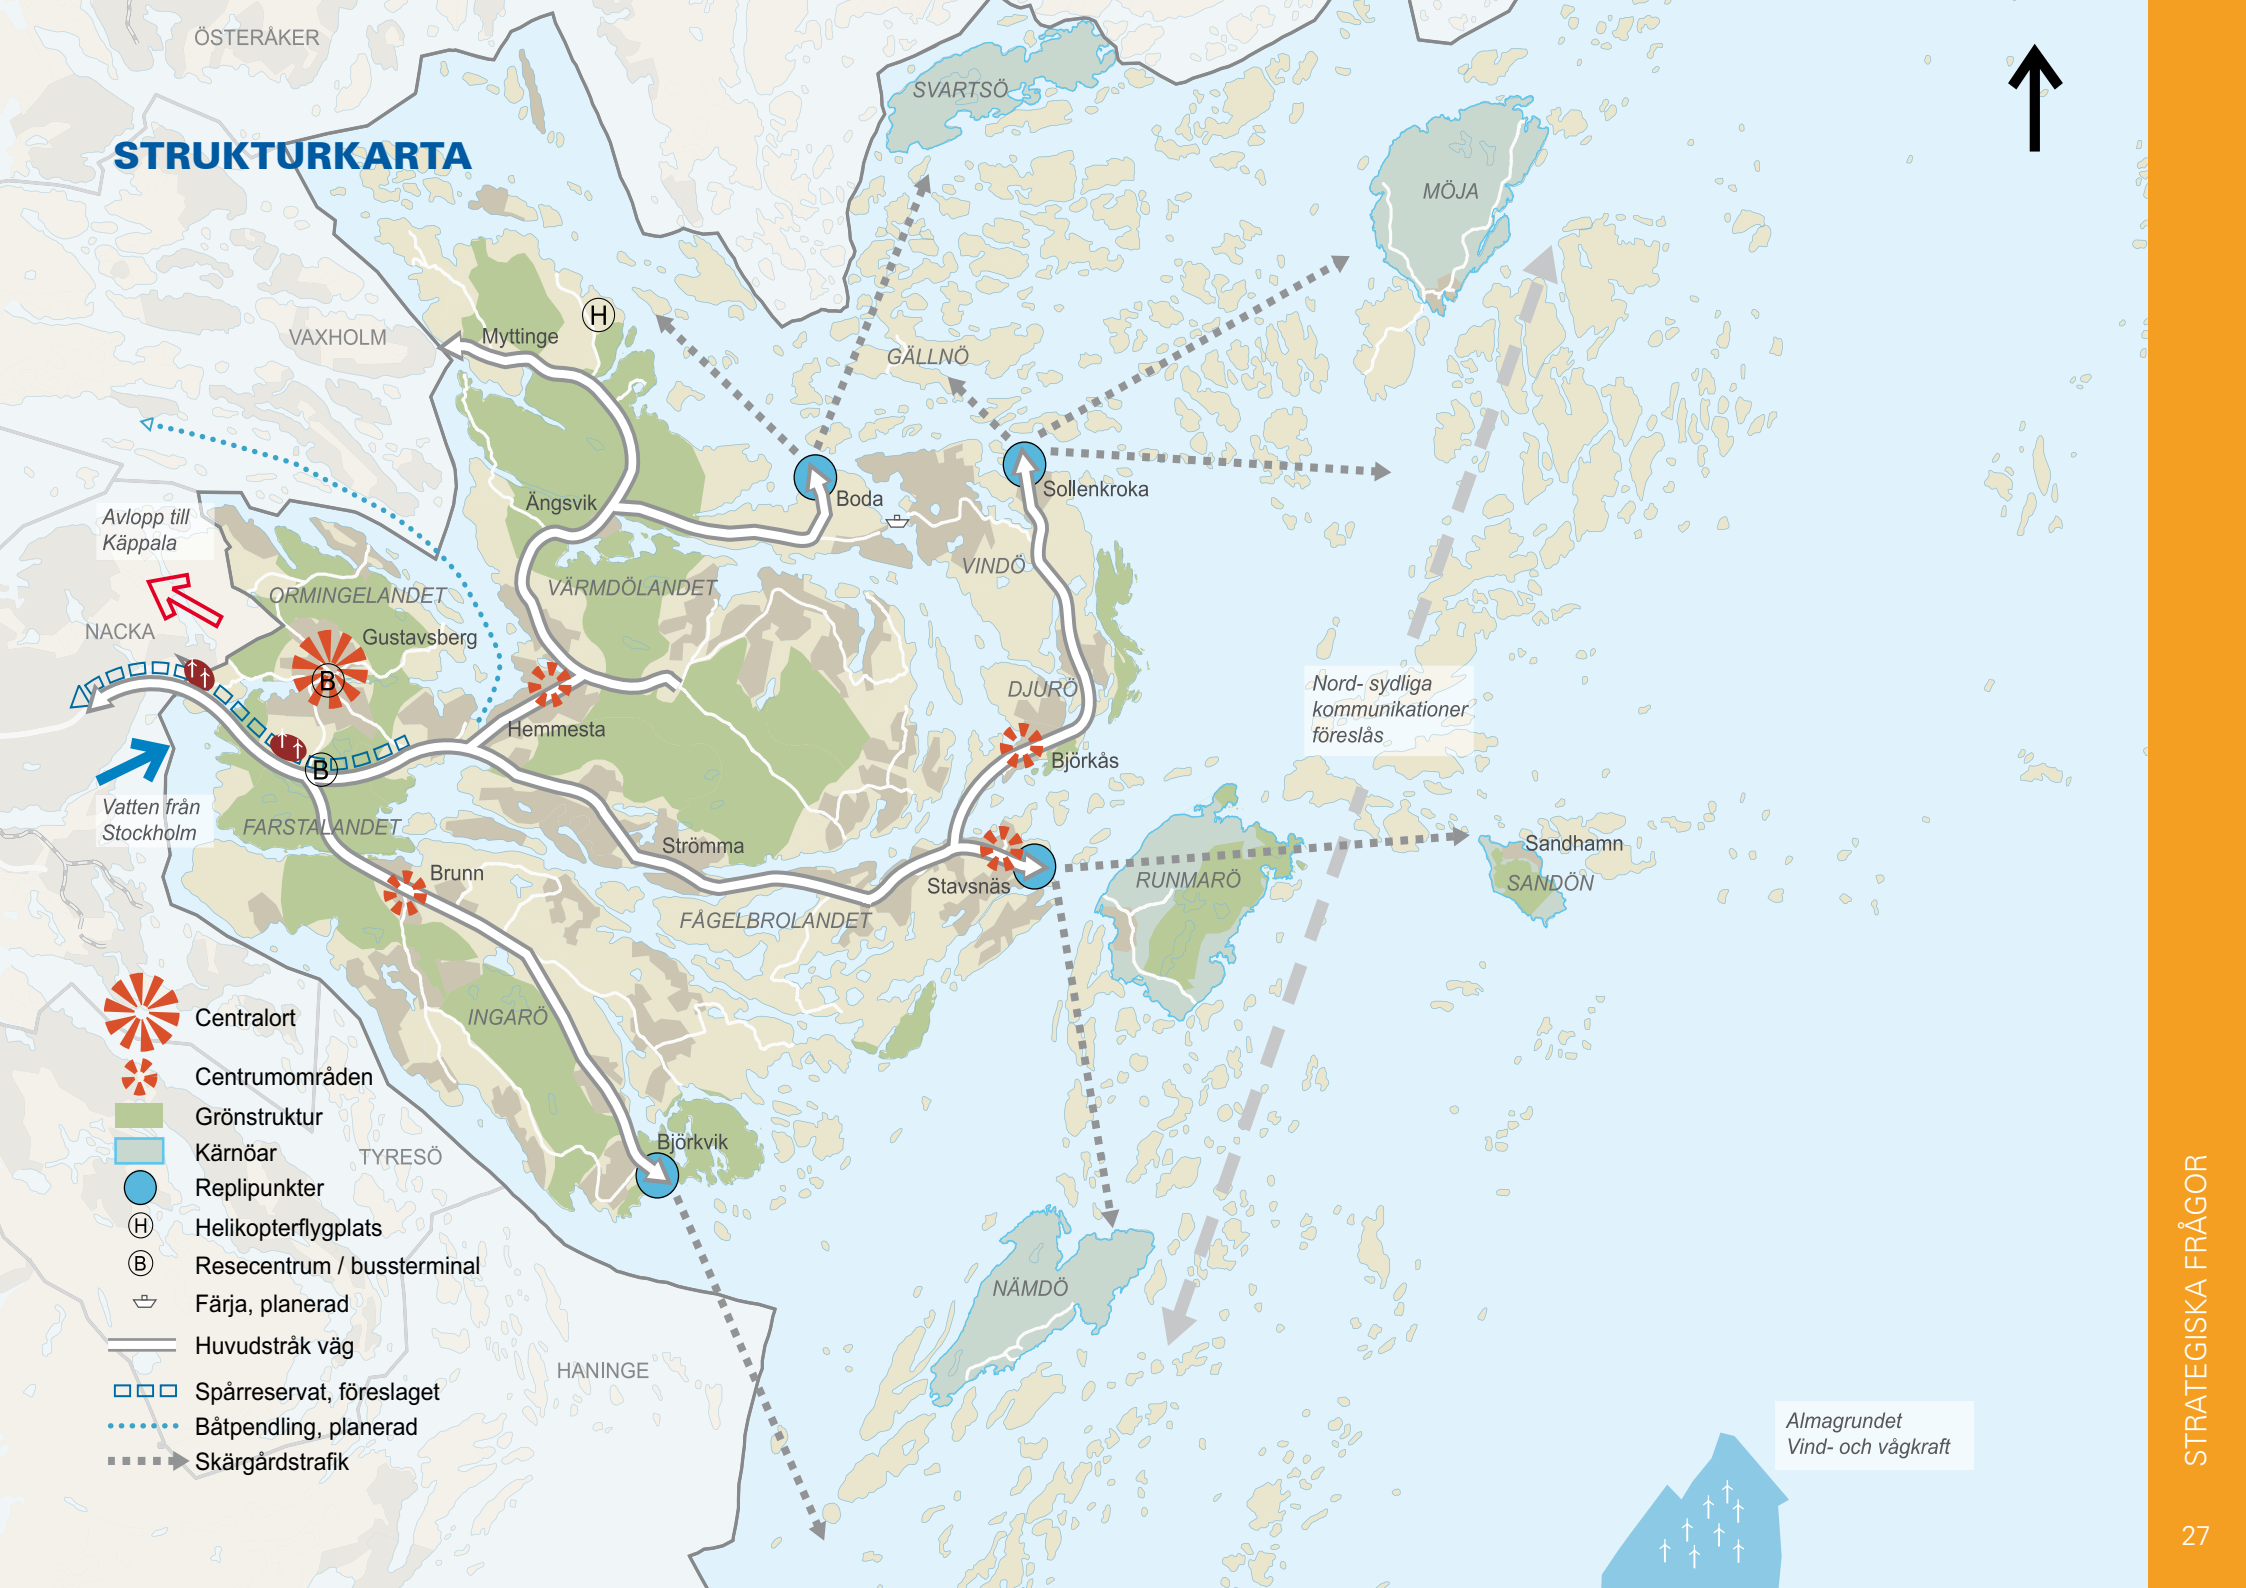 ÖSTERÅKER
STRUKTURKARTA
SVARTSÖ
MÖJA
VAXHOLM
Myttinge
H
GÄLLNÖ
Ängsvik
Boda
Sollenkroka
Avlopp till
Käppala
VINDÖ
VÄRMDÖLANDET
ORMINGELANDET
NACKA
Gustavsberg
B
DJURÖ
Nord- sydliga
kommunikationer
föreslås
Hemmesta
Björkås
B
Vatten från
Stockholm
FARSTALANDET
Strömma
Sandhamn
Brunn
Stavsnäs
RUNMARÖ
SANDÖN
FÅGELBROLANDET
INGARÖ
Björkvik
TYRESÖ
NÄMDÖ
HANINGE
Centralort
Centrumområden
Grönstruktur
Kärnöar
Replipunkter
H Helikopterflygplats
B Resecentrum / bussterminal
Färja, planerad
Huvudstråk väg
Spårreservat, föreslaget
Båtpendling, planerad
Skärgårdstrafik
Almagrundet
Vind- och vågkraft
STRATEGISKA FRÅGOR
27